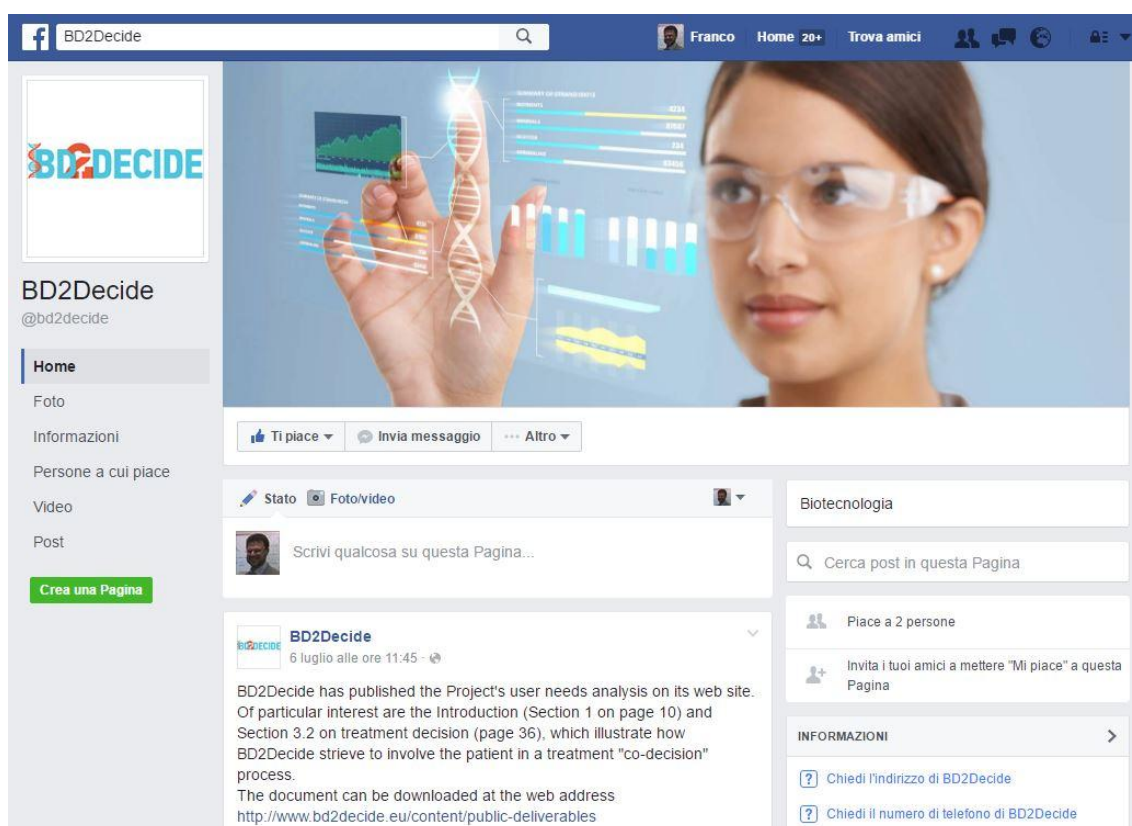 BD2Decide
Franco Home 20+ Trova amici
BD2DECIDE
BD2Decide
@bd2decide
Home
Foto
Informazioni
Persone a cui piace
Video
Post
Crea una Pagina
Ti piace Invia messaggio Altro
Stato Foto/video
Scrivi qualcosa su questa Pagina...
BD2DECIDE
BD2Decide
6 luglio alle ore 11:45
BD2Decide has published the Project's user needs analysis on its web site.
Of particular interest are the Introduction (Section 1 on page 10) and
Section 3.2 on treatment decision (page 36), which illustrate how
BD2Decide strieve to involve the patient in a treatment "co-decision"
process.
The document can be downloaded at the web address
http://www.bd2decide.eu/content/public-deliverables
Biotecnologia
Cerca post in questa Pagina
Piace a 2 persone
Invita i tuoi amici a mettere "Mi piace" a questa
Pagina
INFORMAZIONI
Chiedi l'indirizzo di BD2Decide
Chiedi il numero di telefono di BD2Decide